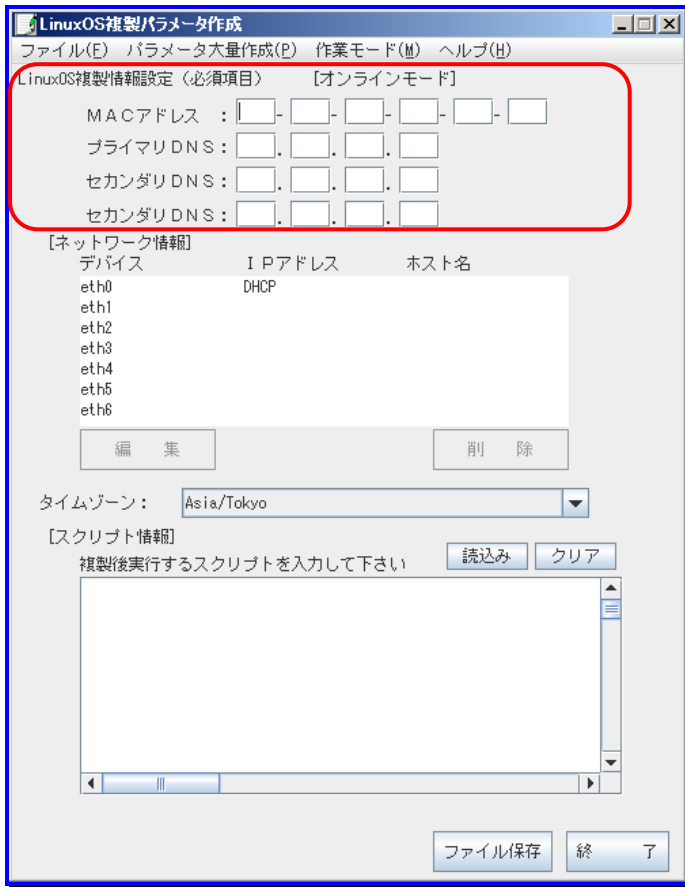 LinuxOS複製パラメータ作成
ファイル(F) パラメータ大量作成(P) 作業モード(M) ヘルプ(H)
LinuxOS複製情報設定(必須項目) [オンラインモード]
MACアドレス : - - - - -
プライマリDNS: . . .
セカンダリDNS: . . .
セカンダリDNS: . . .
[ネットワーク情報]
デバイス IPアドレス ホスト名
eth0 DHCP
eth1
eth2
eth3
eth4
eth5
eth6
編 集 削 除
タイムゾーン: Asia/Tokyo
[スクリプト情報]
複製後実行するスクリプトを入力して下さい 読込み クリア
ファイル保存 終 了